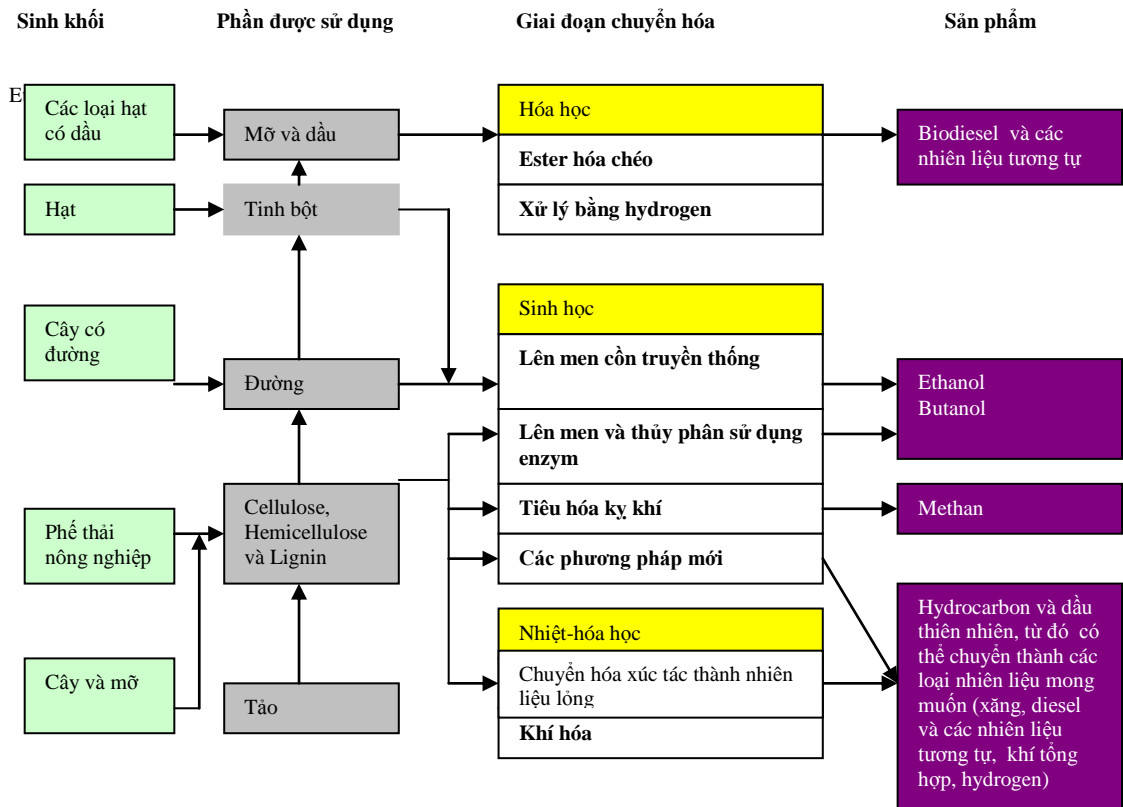 Sinh khối
Phần được sử dụng
Giai đoạn chuyển hóa
Sản phẩm
E
Các loại hạt
có dầu
Mỡ và dầu
Hóa học
Ester hóa chéo
Xử lý bằng hydrogen
Biodiesel và các
nhiên liệu tương tự
Hạt
Tinh bột
Cây có
đường
Đường
Sinh học
Lên men cồn truyền thống
Lên men và thủy phân sử dụng
enzym
Tiêu hóa kỵ khí
Các phương pháp mới
Ethanol
Butanol
Methan
Phế thải
nông nghiệp
Cellulose,
Hemicellulose
và Lignin
Cây và mỡ
Tảo
Nhiệt-hóa học
Chuyển hóa xúc tác thành nhiên
liệu lỏng
Khí hóa
Hydrocarbon và dầu
thiên nhiên, từ đó có
thể chuyển thành các
loại nhiên liệu mong
muốn (xăng, diesel
và các nhiên liệu
tương tự, khí tổng
hợp, hydrogen)